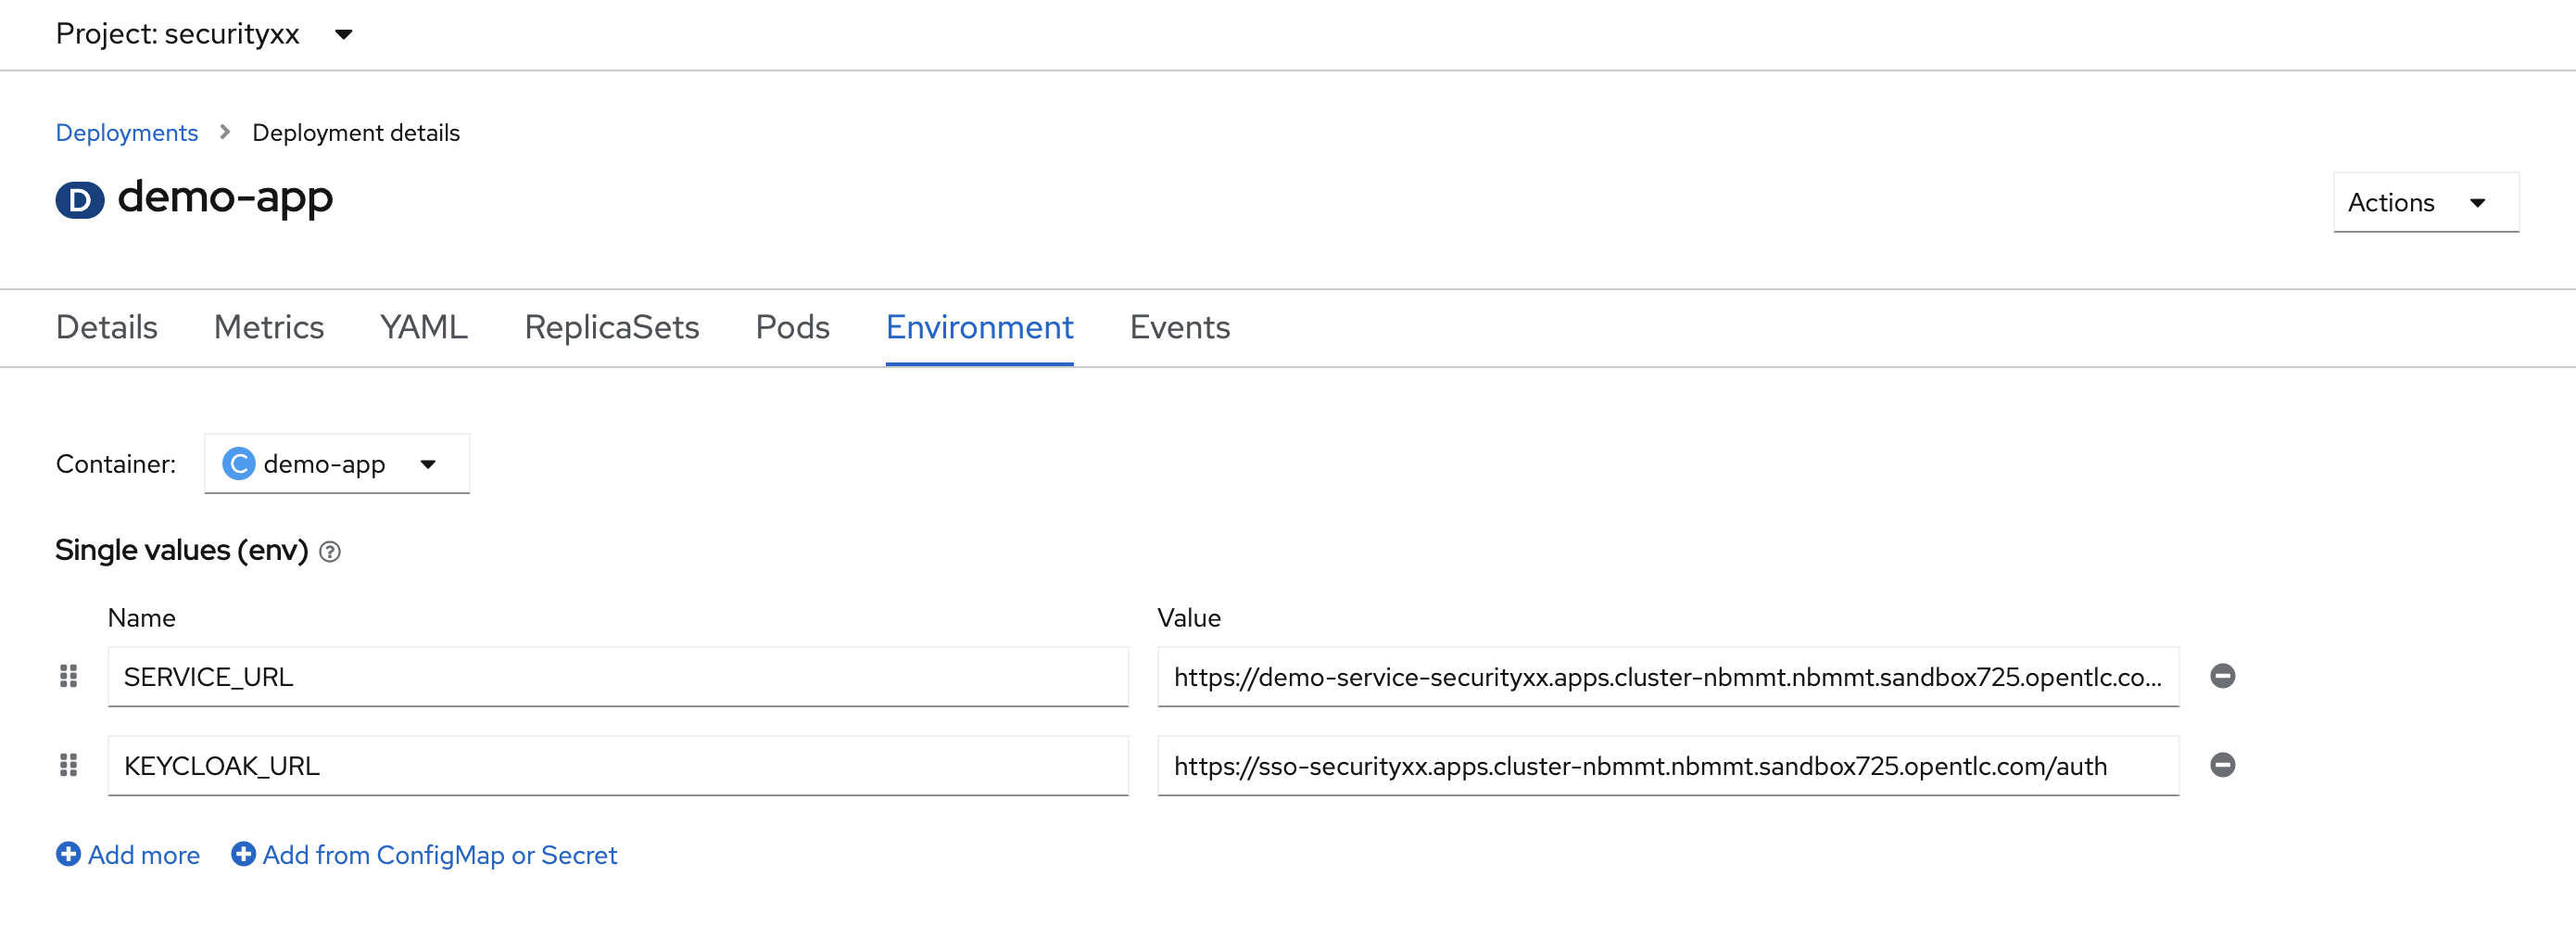 Project: securityxx
Deployments > Deployment details
D demo-app
Actions
Details Metrics YAML ReplicaSets Pods Environment Events
Container: C demo-app
Single values (env) ?
Name Value
SERVICE_URL https://demo-service-securityxx.apps.cluster-nbmmt.nbmmt.sandbox725.opentlc.co...
KEYCLOAK_URL https://sso-securityxx.apps.cluster-nbmmt.nbmmt.sandbox725.opentlc.com/auth
Add more Add from ConfigMap or Secret